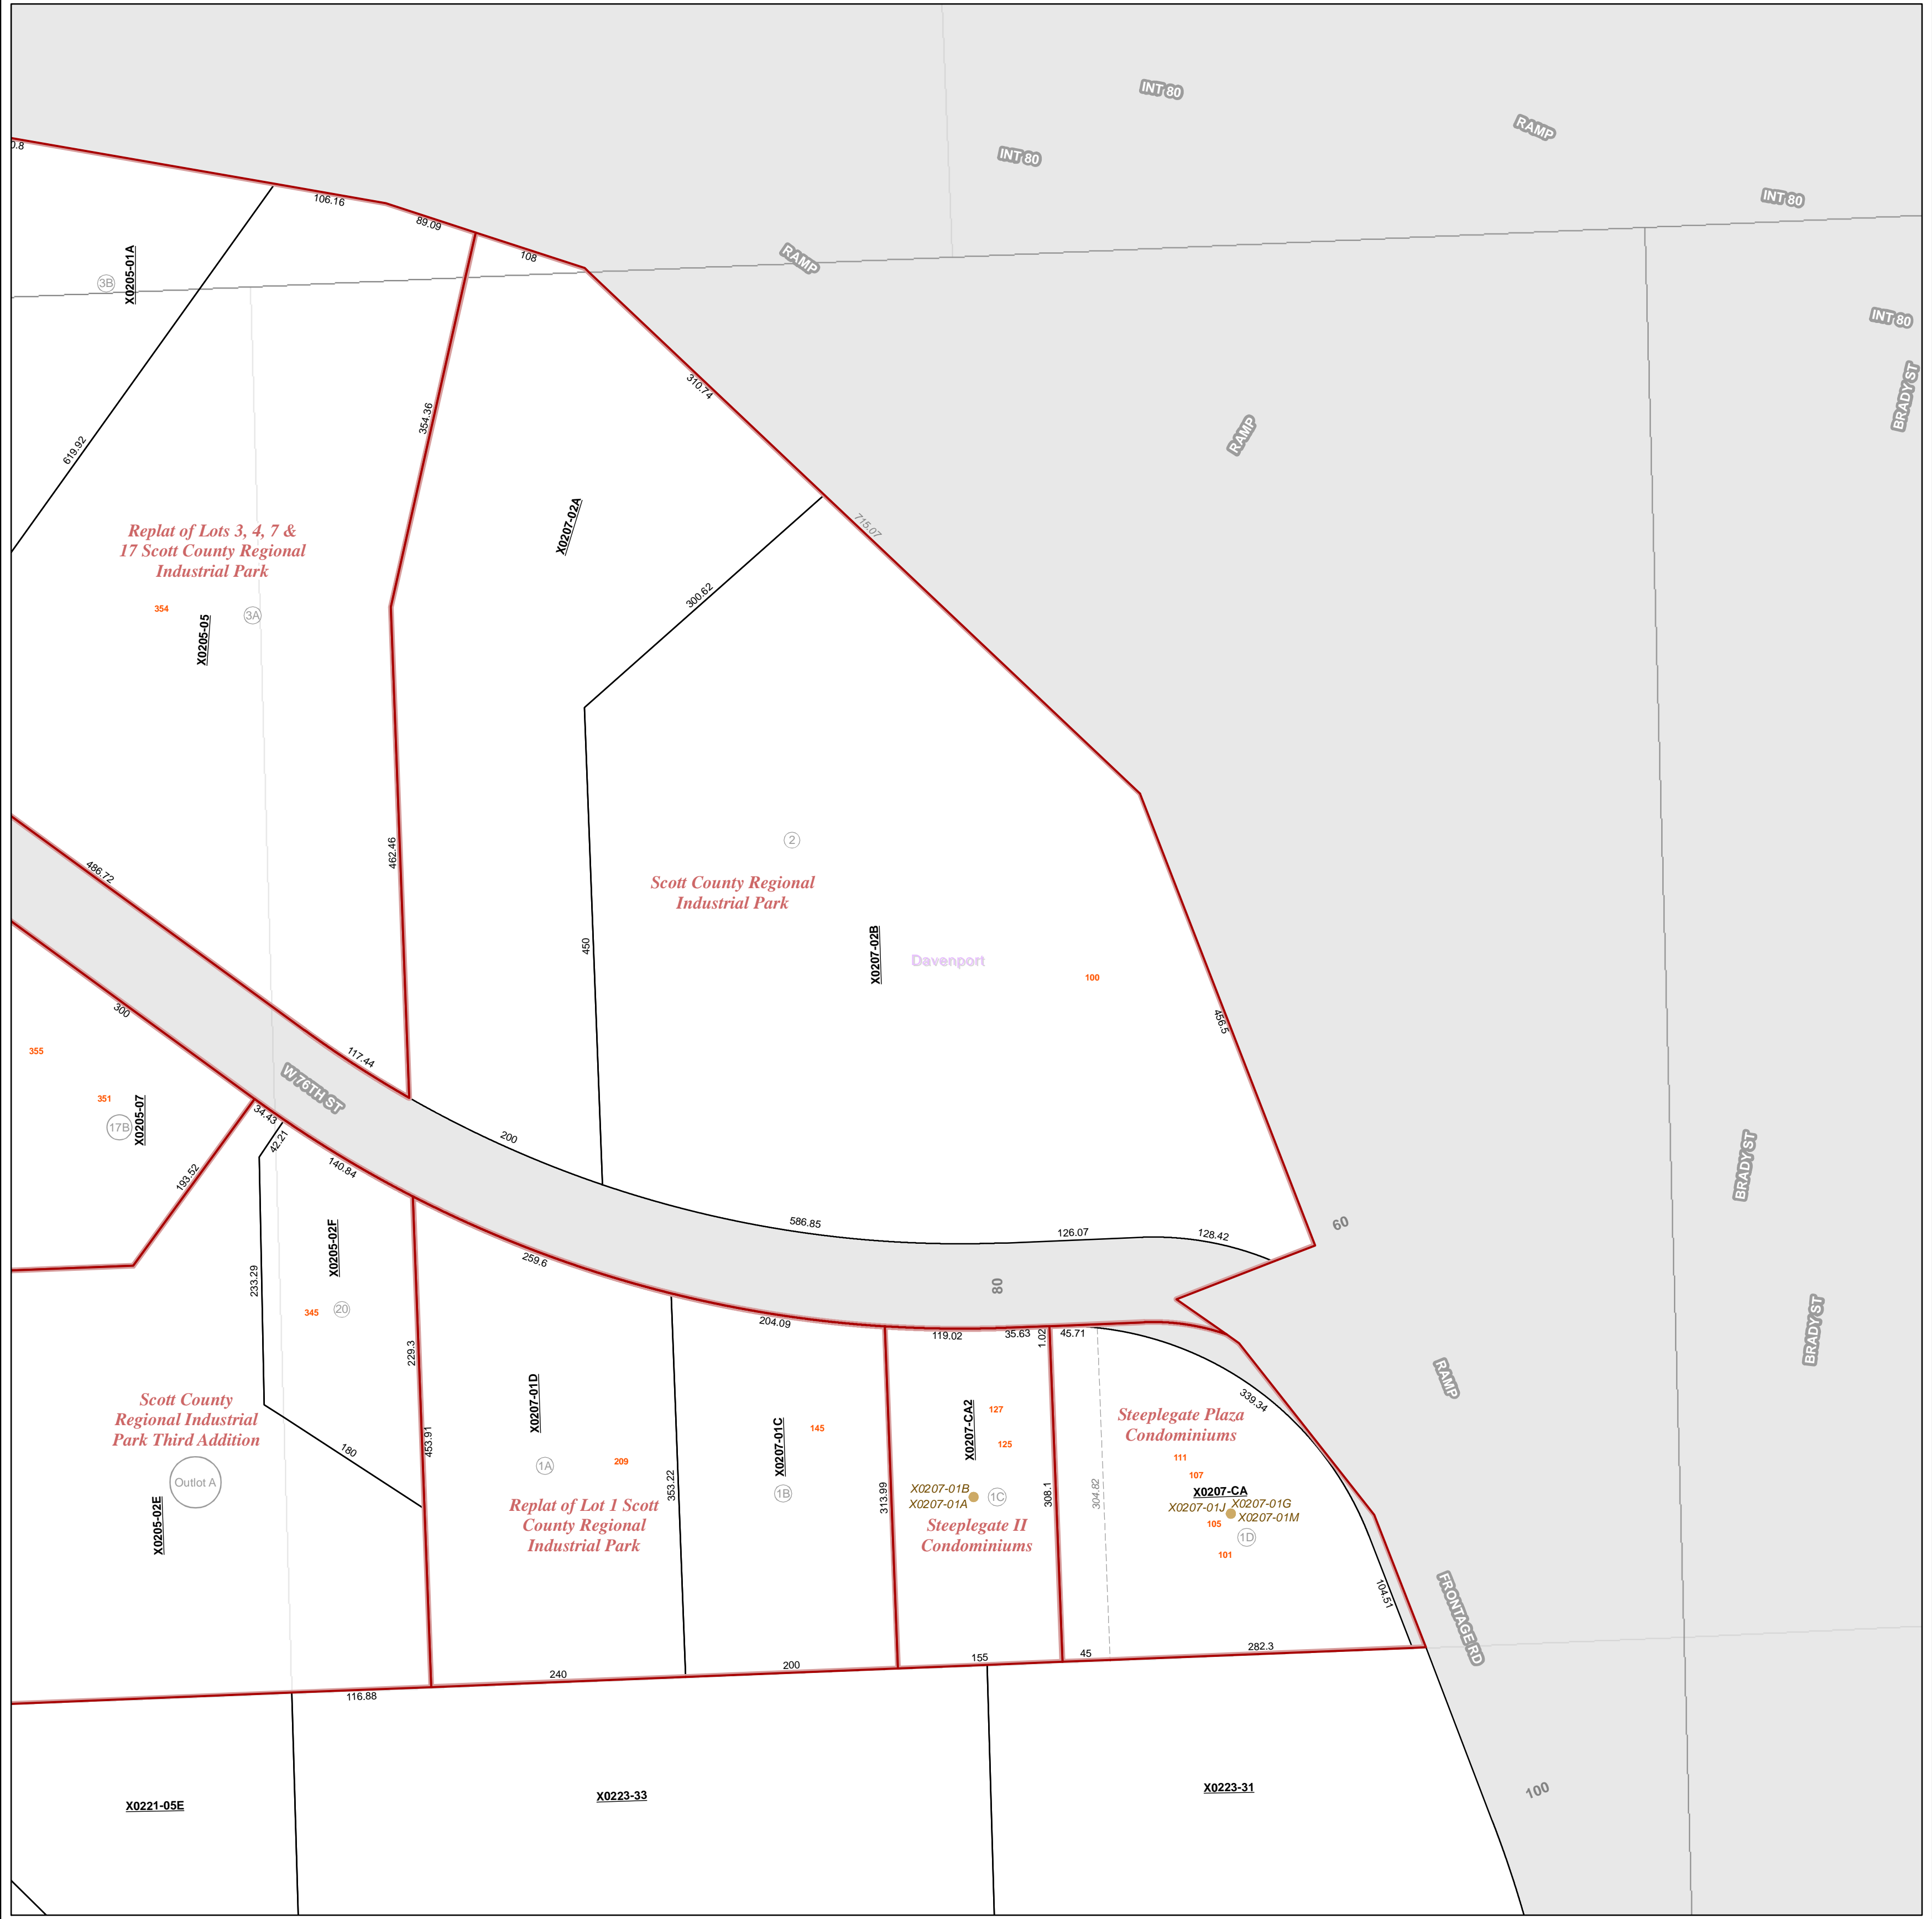 INT 80
RAMP
0.8
INT 80
106.16
INT 80
89.09
108
RAMP
3B
X0205-01A
INT 80
BRADY ST
310.74
354.36
RAMP
619.92
X0207-02A
715.07
Replat of Lots 3, 4, 7 &
17 Scott County Regional
Industrial Park
300.62
354
3A
X0205-05
2
462.46
486.72
Scott County Regional
Industrial Park
450
X0207-02B
Davenport
100
300
456.5
355
117.44
W 76TH ST
351
17B
X0205-07
34.43
42.21
200
140.84
193.52
BRADY ST
586.85
60
126.07
128.42
X0205-02F
259.6
233.29
80
345
20
204.09
119.02
35.63
1.02
45.71
BRADY ST
229.3
RAMP
339.34
Scott County
Regional Industrial
Park Third Addition
X0207-01D
X0207-01C
145
X0207-CA2
127
125
Steeplegate Plaza
Condominiums
453.91
180
1A
209
111
107
Outlot A
353.22
1B
313.99
X0207-01B
X0207-01A
1C
308.1
304.82
X0207-CA
X0207-01J
X0207-01G
X0207-01M
105
1D
101
X0205-02E
Replat of Lot 1 Scott
County Regional
Industrial Park
Steeplegate II
Condominiums
104.51
FRONTAGE RD
240
200
155
45
282.3
116.88
X0221-05E
X0223-33
X0223-31
100